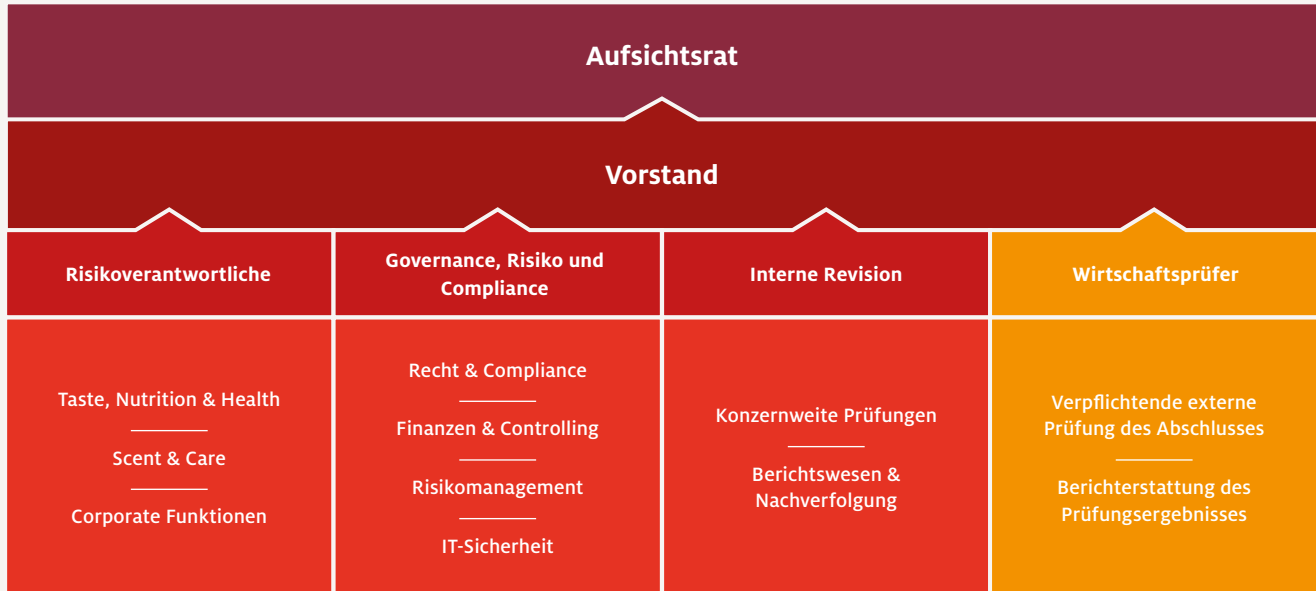 Aufsichtsrat
Vorstand
Risikoverantwortliche
Governance, Risiko und
Compliance
Interne Revision
Wirtschaftsprüfer
Taste, Nutrition & Health
Scent & Care
Corporate Funktionen
Recht & Compliance
Finanzen & Controlling
Risikomanagement
IT-Sicherheit
Konzernweite Prüfungen
Berichtswesen &
Nachverfolgung
Verpflichtende externe
Prüfung des Abschlusses
Berichterstattung des
Prüfungsergebnisses